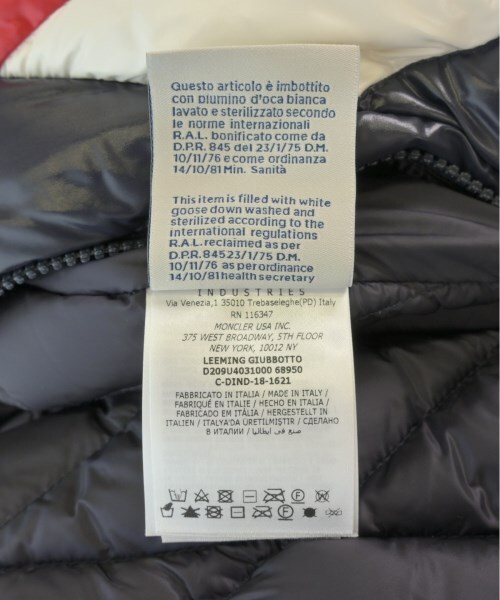 Questo articolo è imbottito
con piumino d'oca bianca
lavato e sterilizzato secondo
le norme internazionali
R.A.L. bonificato come da
D.P.R. 845 del 23/1/75 D.M.
10/11/76 e come ordinanza
14/10/81 Min. Sanità
This item is filled with white
goose down washed and
sterilized according to the
international regulations
R.A.L. reclaimed as per
D.P.R. 84523/1/75 D.M.
10/11/76 as per ordinance
14/10/81 health secretary
INDUSTRIES
Via Venezia,1 35010 Trebaseleghe(PD) Italy
RN 116347
MONCLER USA INC.
375 WEST BROADWAY, 5TH FLOOR
NEW YORK, 10012 NY
LEEMING GIUBBOTTO
D209U4031000 68950
C-DIND-18-1621
FABBRICATO IN ITALIA / MADE IN ITALY /
FABRIQUÉ EN ITALIE / HECHO EN ITALIA /
FABRICADO EM ITÁLIA / HERGESTELLT IN
ITALIEN / ITALYA'DA ÜRETILMIŞTIR / СДЕЛАНО
В ИТАЛИИ / صنع في ايطاليا